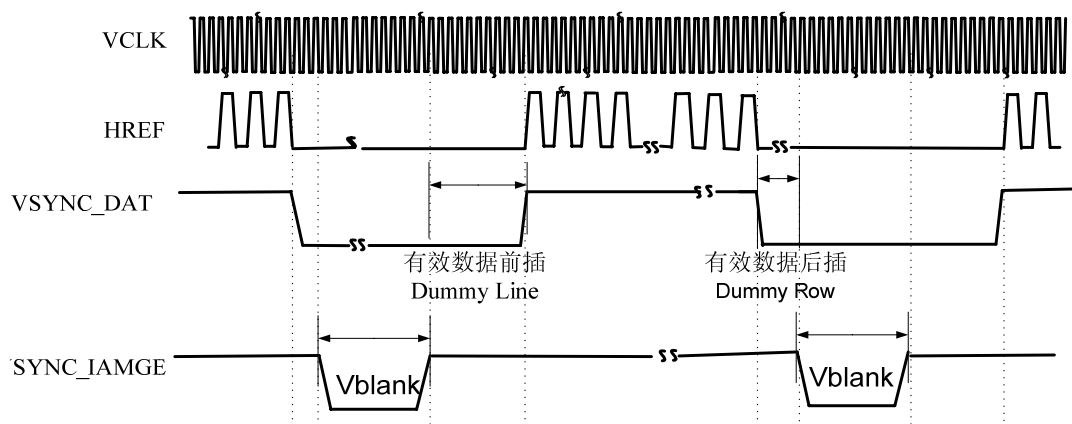 VCLK
HREF
VSYNC_DAT
有效数据前插
Dummy Line
有效数据后插
Dummy Row
SYNC_IAMGE
Vblank
Vblank